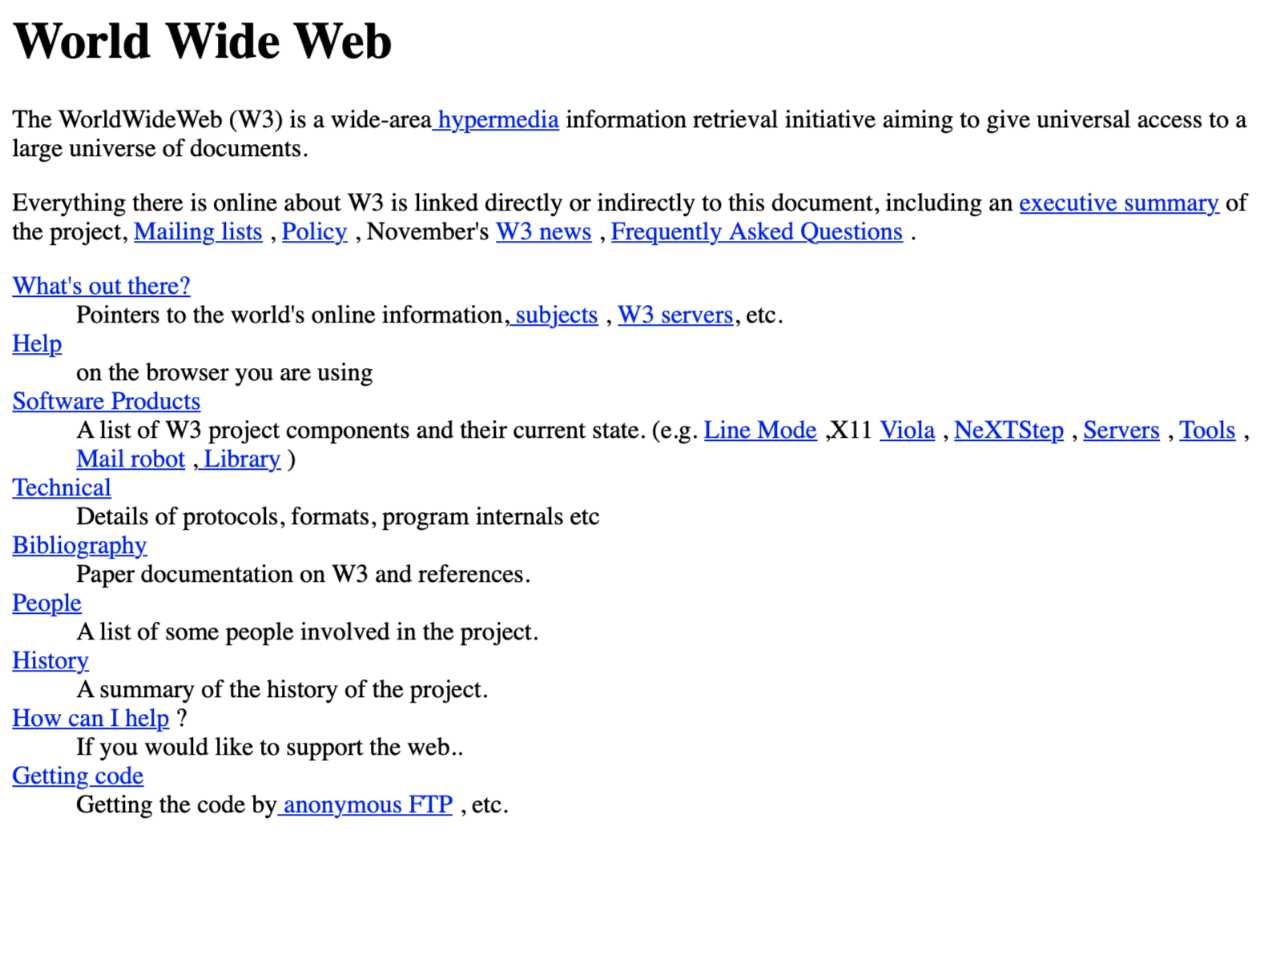 World Wide Web
The WorldWideWeb (W3) is a wide-area hypermedia information retrieval initiative aiming to give universal access to a
large universe of documents.
Everything there is online about W3 is linked directly or indirectly to this document, including an executive summary of
the project, Mailing lists , Policy , November's W3 news , Frequently Asked Questions .
What's out there?
Pointers to the world's online information, subjects , W3 servers, etc.
Help
on the browser you are using
Software Products
A list of W3 project components and their current state. (e.g. Line Mode ,X11 Viola , NeXTStep , Servers , Tools ,
Mail robot , Library )
Technical
Details of protocols, formats, program internals etc
Bibliography
Paper documentation on W3 and references.
People
A list of some people involved in the project.
History
A summary of the history of the project.
How can I help ?
If you would like to support the web..
Getting code
Getting the code by anonymous FTP , etc.